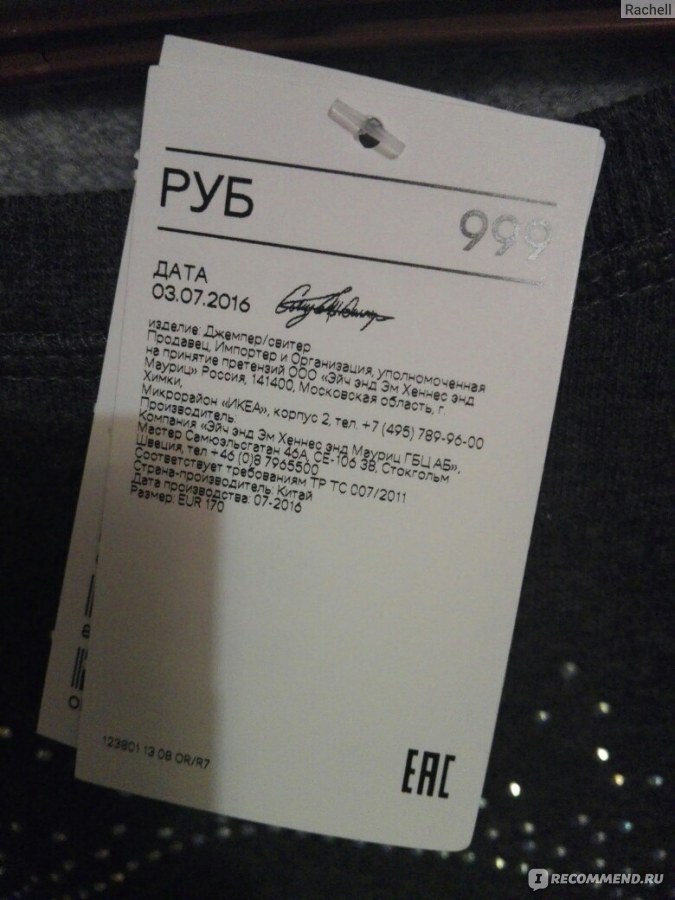 Rachell
РУБ 999
ДАТА
03.07.2016
изделие: Джемпер/свитер
Продавец, Импортер и Организация, уполномоченная
на принятие претензий ООО «Эйч энд Эм Хеннес энд
Мауриц» Россия, 141400, Московская область, г.
Химки,
Микрорайон «ИКЕА», корпус 2, тел. +7 (495) 789-96-00
Производитель:
Компания «Эйч энд Эм Хеннес энд Мауриц ГБЦ АБ»,
Мастер Самюэльсгатан 46А, СЕ-106 38, Стокгольм
Швеция, тел +46 (0)8 7965500
Соответствует требованиям ТР ТС 007/2011
Страна-производитель: Китай
Дата производства: 07-2016
Размер: EUR 170
123801 13 08 OR/R7
EAC
IRECOMMEND.RU